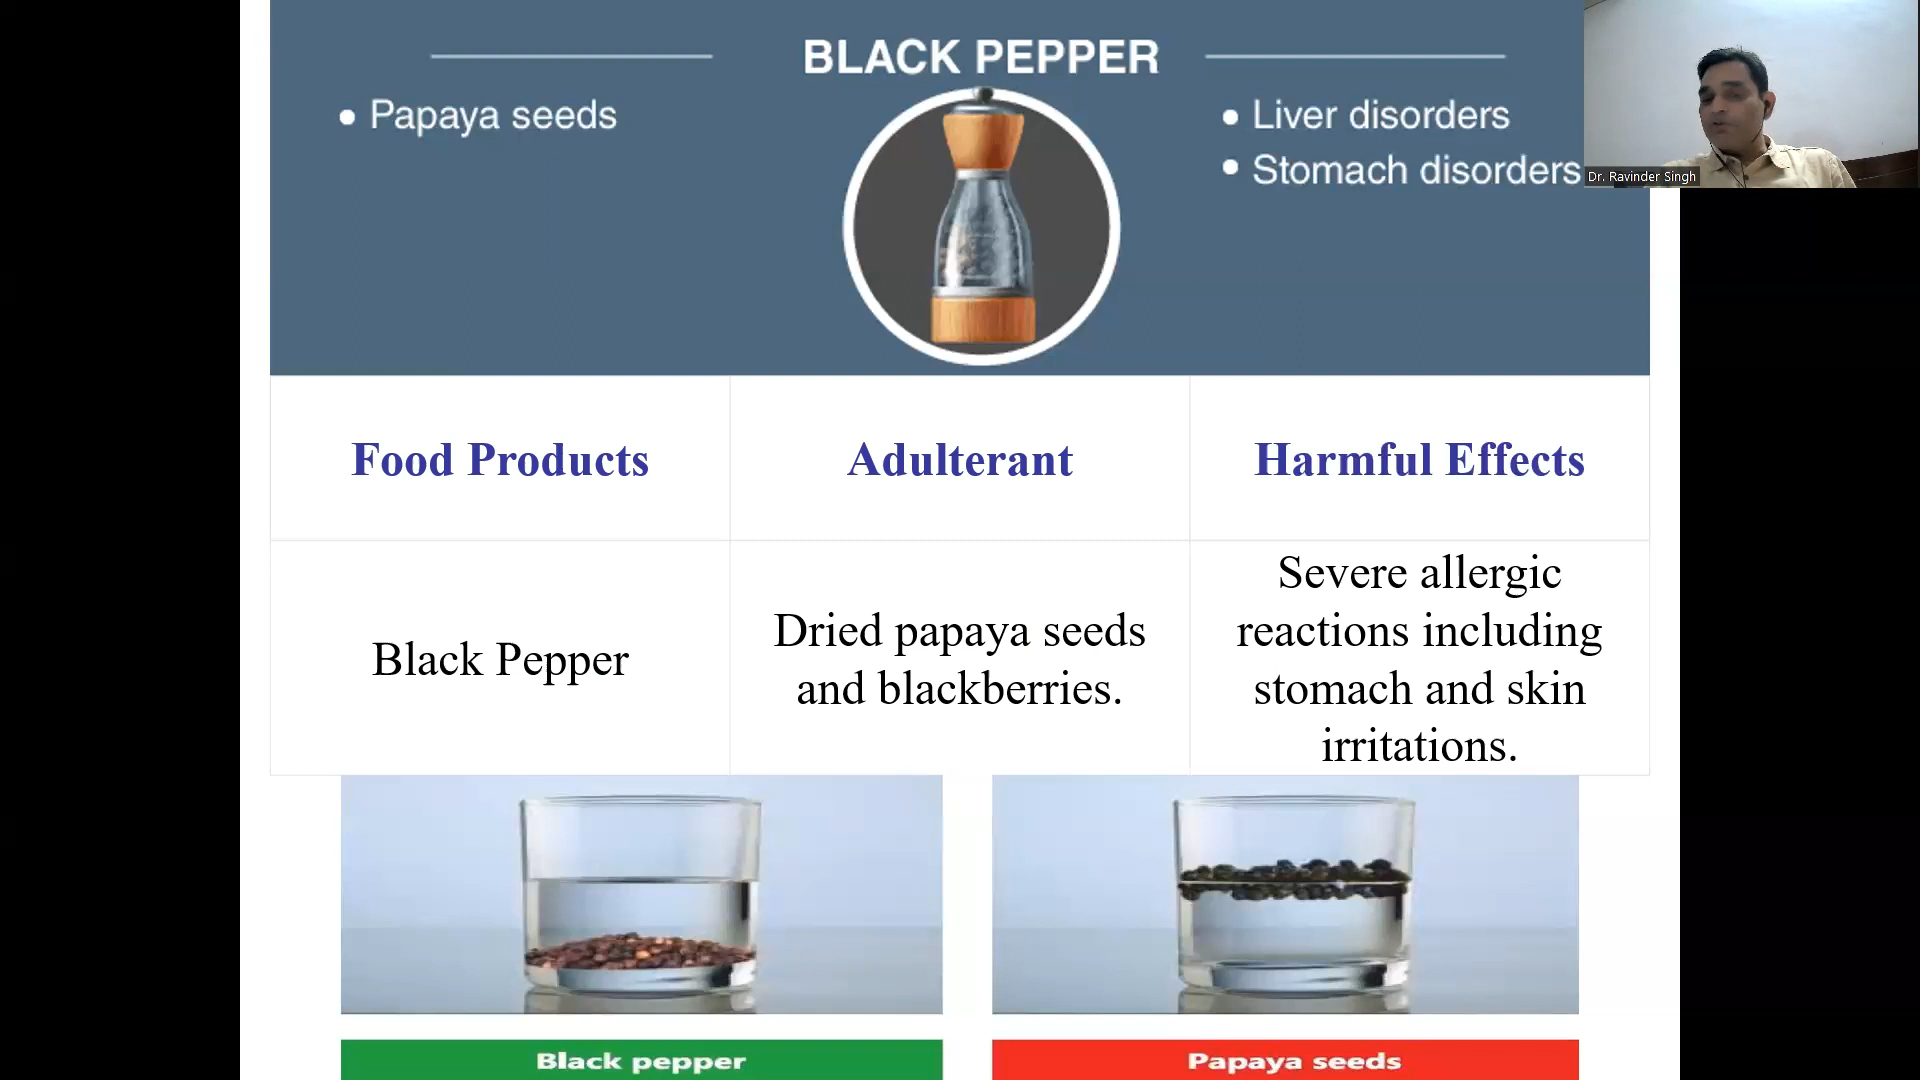 BLACK PEPPER
• Papaya seeds
• Liver disorders
• Stomach disorders
Dr. Ravinder Singh
Food Products
Adulterant
Harmful Effects
Black Pepper
Dried papaya seeds
and blackberries.
Severe allergic
reactions including
stomach and skin
irritations.
Black pepper
Papaya seeds